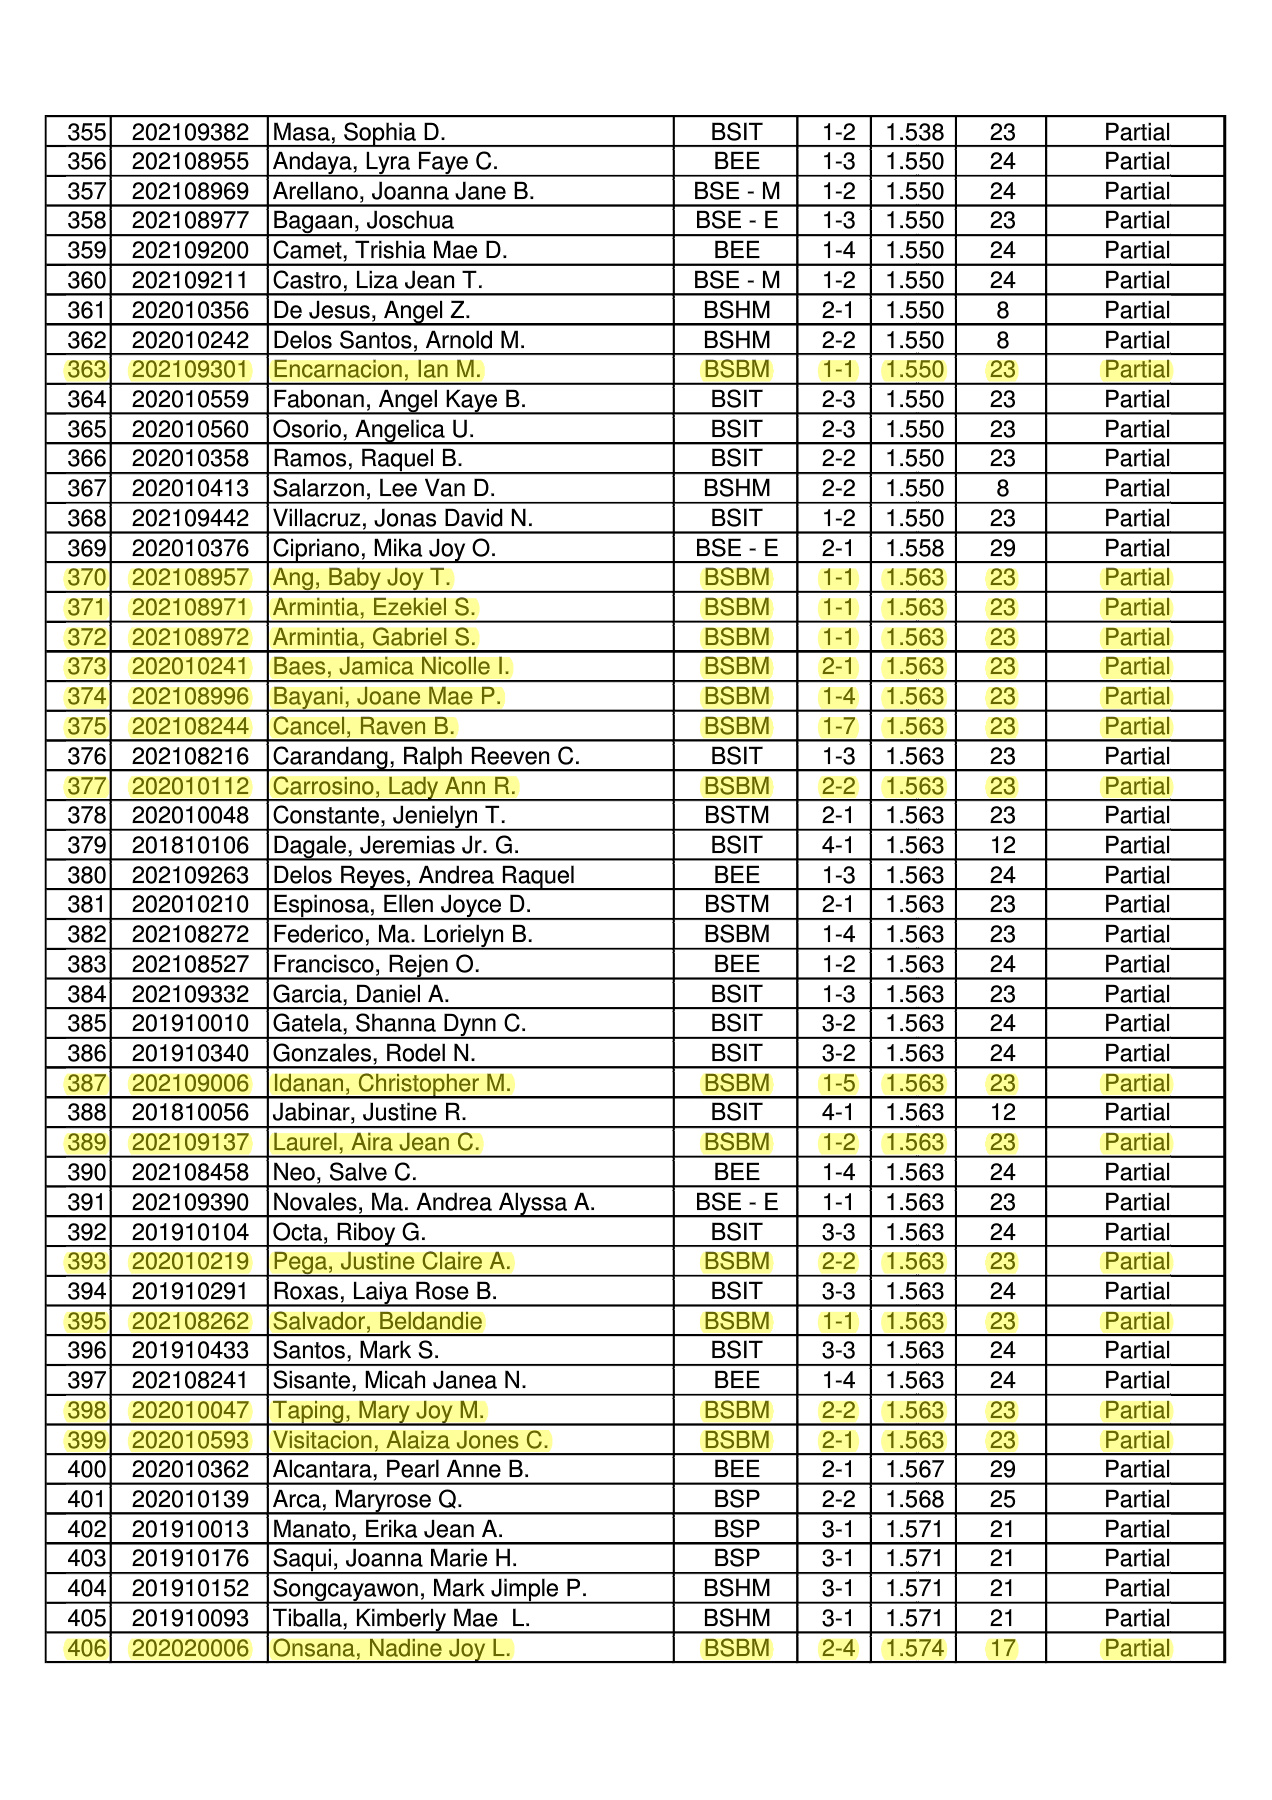 355 202109382 Masa, Sophia D. BSIT 1-2 1.538 23 Partial
356 202108955 Andaya, Lyra Faye C. BEE 1-3 1.550 24 Partial
357 202108969 Arellano, Joanna Jane B. BSE - M 1-2 1.550 24 Partial
358 202108977 Bagaan, Joschua BSE - E 1-3 1.550 23 Partial
359 202109200 Camet, Trishia Mae D. BEE 1-4 1.550 24 Partial
360 202109211 Castro, Liza Jean T. BSE - M 1-2 1.550 24 Partial
361 202010356 De Jesus, Angel Z. BSHM 2-1 1.550 8 Partial
362 202010242 Delos Santos, Arnold M. BSHM 2-2 1.550 8 Partial
363 202109301 Encarnacion, Ian M. BSBM 1-1 1.550 23 Partial
364 202010559 Fabonan, Angel Kaye B. BSIT 2-3 1.550 23 Partial
365 202010560 Osorio, Angelica U. BSIT 2-3 1.550 23 Partial
366 202010358 Ramos, Raquel B. BSIT 2-2 1.550 23 Partial
367 202010413 Salarzon, Lee Van D. BSHM 2-2 1.550 8 Partial
368 202109442 Villacruz, Jonas David N. BSIT 1-2 1.550 23 Partial
369 202010376 Cipriano, Mika Joy O. BSE - E 2-1 1.558 29 Partial
370 202108957 Ang, Baby Joy T. BSBM 1-1 1.563 23 Partial
371 202108971 Armintia, Ezekiel S. BSBM 1-1 1.563 23 Partial
372 202108972 Armintia, Gabriel S. BSBM 1-1 1.563 23 Partial
373 202010241 Baes, Jamica Nicolle I. BSBM 2-1 1.563 23 Partial
374 202108996 Bayani, Joane Mae P. BSBM 1-4 1.563 23 Partial
375 202108244 Cancel, Raven B. BSBM 1-7 1.563 23 Partial
376 202108216 Carandang, Ralph Reeven C. BSIT 1-3 1.563 23 Partial
377 202010112 Carrosino, Lady Ann R. BSBM 2-2 1.563 23 Partial
378 202010048 Constante, Jenielyn T. BSTM 2-1 1.563 23 Partial
379 201810106 Dagale, Jeremias Jr. G. BSIT 4-1 1.563 12 Partial
380 202109263 Delos Reyes, Andrea Raquel BEE 1-3 1.563 24 Partial
381 202010210 Espinosa, Ellen Joyce D. BSTM 2-1 1.563 23 Partial
382 202108272 Federico, Ma. Lorielyn B. BSBM 1-4 1.563 23 Partial
383 202108527 Francisco, Rejen O. BEE 1-2 1.563 24 Partial
384 202109332 Garcia, Daniel A. BSIT 1-3 1.563 23 Partial
385 201910010 Gatela, Shanna Dynn C. BSIT 3-2 1.563 24 Partial
386 201910340 Gonzales, Rodel N. BSIT 3-2 1.563 24 Partial
387 202109006 Idanan, Christopher M. BSBM 1-5 1.563 23 Partial
388 201810056 Jabinar, Justine R. BSIT 4-1 1.563 12 Partial
389 202109137 Laurel, Aira Jean C. BSBM 1-2 1.563 23 Partial
390 202108458 Neo, Salve C. BEE 1-4 1.563 24 Partial
391 202109390 Novales, Ma. Andrea Alyssa A. BSE - E 1-1 1.563 23 Partial
392 201910104 Octa, Riboy G. BSIT 3-3 1.563 24 Partial
393 202010219 Pega, Justine Claire A. BSBM 2-2 1.563 23 Partial
394 201910291 Roxas, Laiya Rose B. BSIT 3-3 1.563 24 Partial
395 202108262 Salvador, Beldandie BSBM 1-1 1.563 23 Partial
396 201910433 Santos, Mark S. BSIT 3-3 1.563 24 Partial
397 202108241 Sisante, Micah Janea N. BEE 1-4 1.563 24 Partial
398 202010047 Taping, Mary Joy M. BSBM 2-2 1.563 23 Partial
399 202010593 Visitacion, Alaiza Jones C. BSBM 2-1 1.563 23 Partial
400 202010362 Alcantara, Pearl Anne B. BEE 2-1 1.567 29 Partial
401 202010139 Arca, Maryrose Q. BSP 2-2 1.568 25 Partial
402 201910013 Manato, Erika Jean A. BSP 3-1 1.571 21 Partial
403 201910176 Saqui, Joanna Marie H. BSP 3-1 1.571 21 Partial
404 201910152 Songcayawon, Mark Jimple P. BSHM 3-1 1.571 21 Partial
405 201910093 Tiballa, Kimberly Mae L. BSHM 3-1 1.571 21 Partial
406 202020006 Onsana, Nadine Joy L. BSBM 2-4 1.574 17 Partial